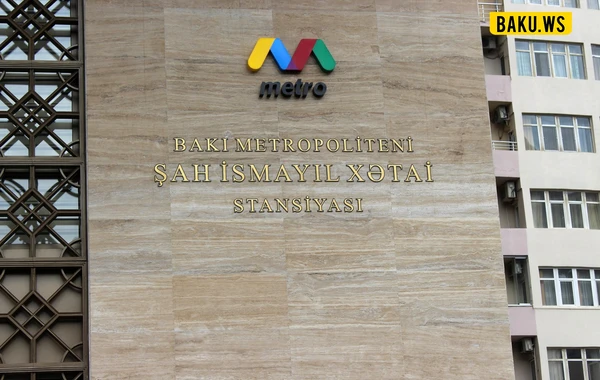 BAKU.WS
metro
BAKI METROPOLİTENİ
ŞAH İSMAYIL XƏTAİ
STANSİYASI